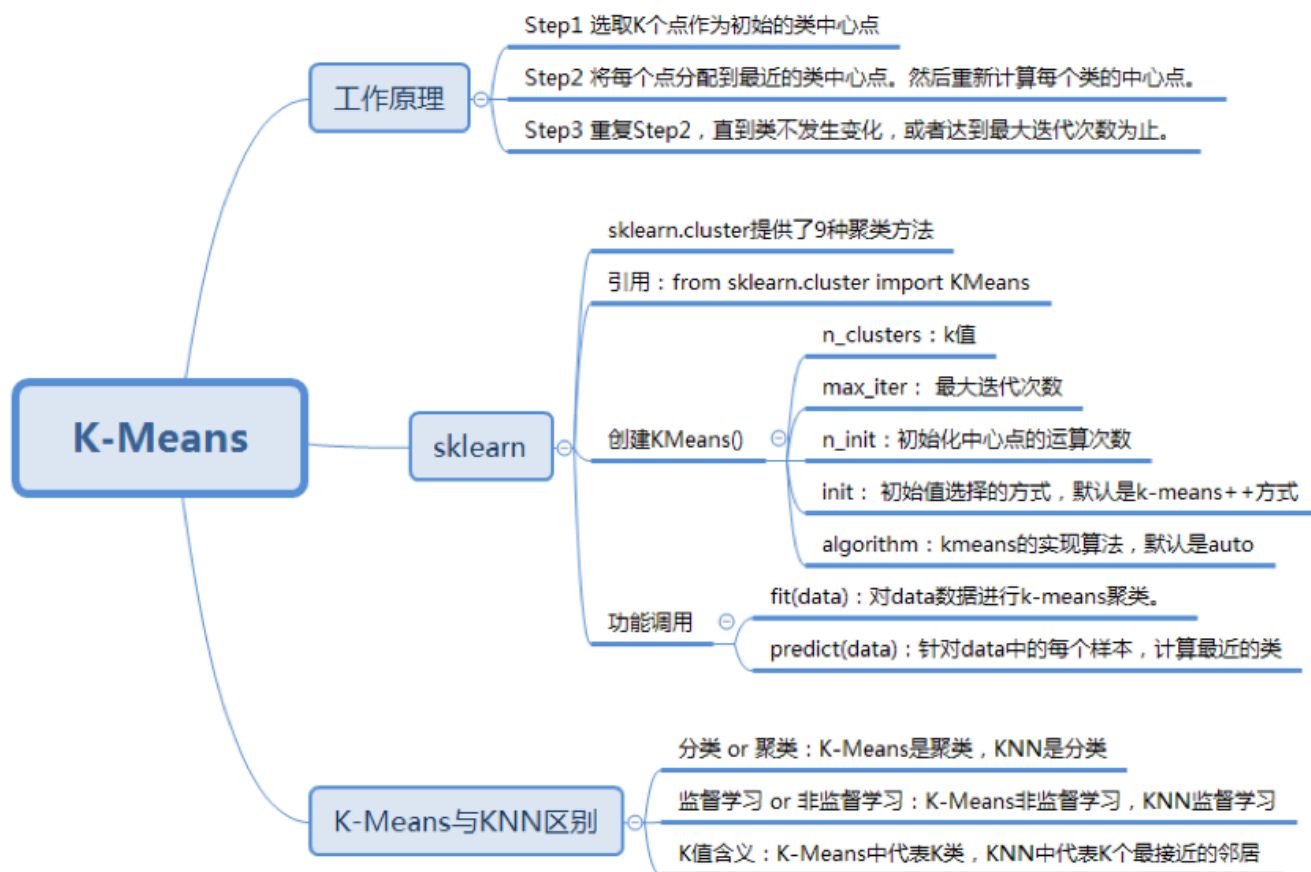 K-Means
工作原理
Step1 选取K个点作为初始的类中心点
Step2 将每个点分配到最近的类中心点。然后重新计算每个类的中心点。
Step3 重复Step2，直到类不发生变化，或者达到最大迭代次数为止。
sklearn
sklearn.cluster提供了9种聚类方法
引用：from sklearn.cluster import KMeans
创建KMeans()
n_clusters：k值
max_iter： 最大迭代次数
n_init：初始化中心点的运算次数
init： 初始值选择的方式，默认是k-means++方式
algorithm：kmeans的实现算法，默认是auto
功能调用
fit(data)：对data数据进行k-means聚类。
predict(data)：针对data中的每个样本，计算最近的类
K-Means与KNN区别
分类 or 聚类：K-Means是聚类，KNN是分类
监督学习 or 非监督学习：K-Means非监督学习，KNN监督学习
K值含义：K-Means中代表K类，KNN中代表K个最接近的邻居